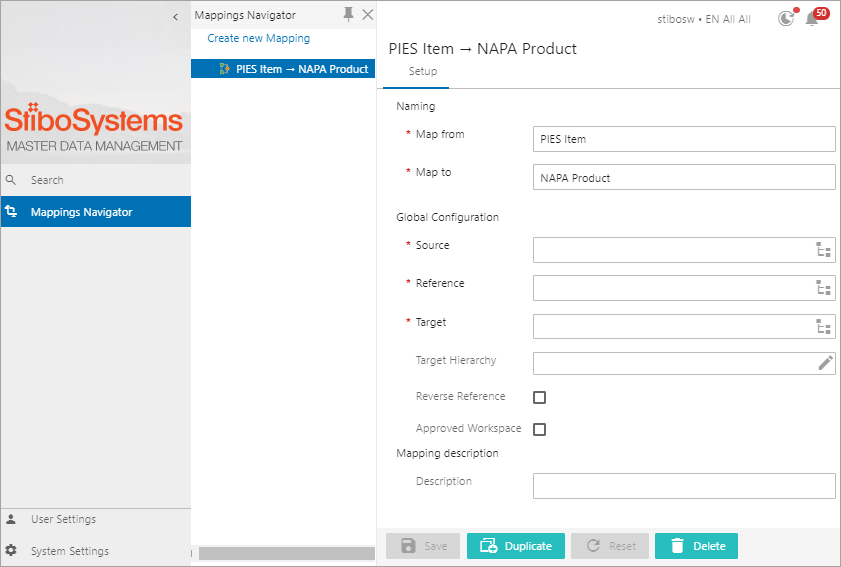 StiboSystems
MASTER DATA MANAGEMENT
Search
Mappings Navigator
User Settings
System Settings
Mappings Navigator
Create new Mapping
PIES Item → NAPA Product
stibosw • EN All All
50
PIES Item → NAPA Product
Setup
Naming
* Map from
PIES Item
* Map to
NAPA Product
Global Configuration
* Source
* Reference
* Target
Target Hierarchy
Reverse Reference
Approved Workspace
Mapping description
Description
Save
Duplicate
Reset
Delete